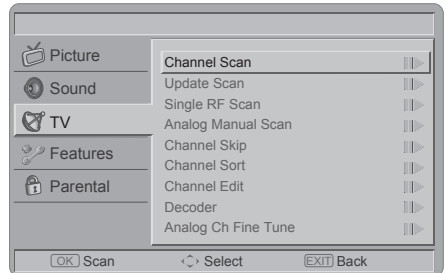 Picture
Sound
TV
Features
Parental
Channel Scan
Update Scan
Single RF Scan
Analog Manual Scan
Channel Skip
Channel Sort
Channel Edit
Decoder
Analog Ch Fine Tune
OK Scan Select EXIT Back